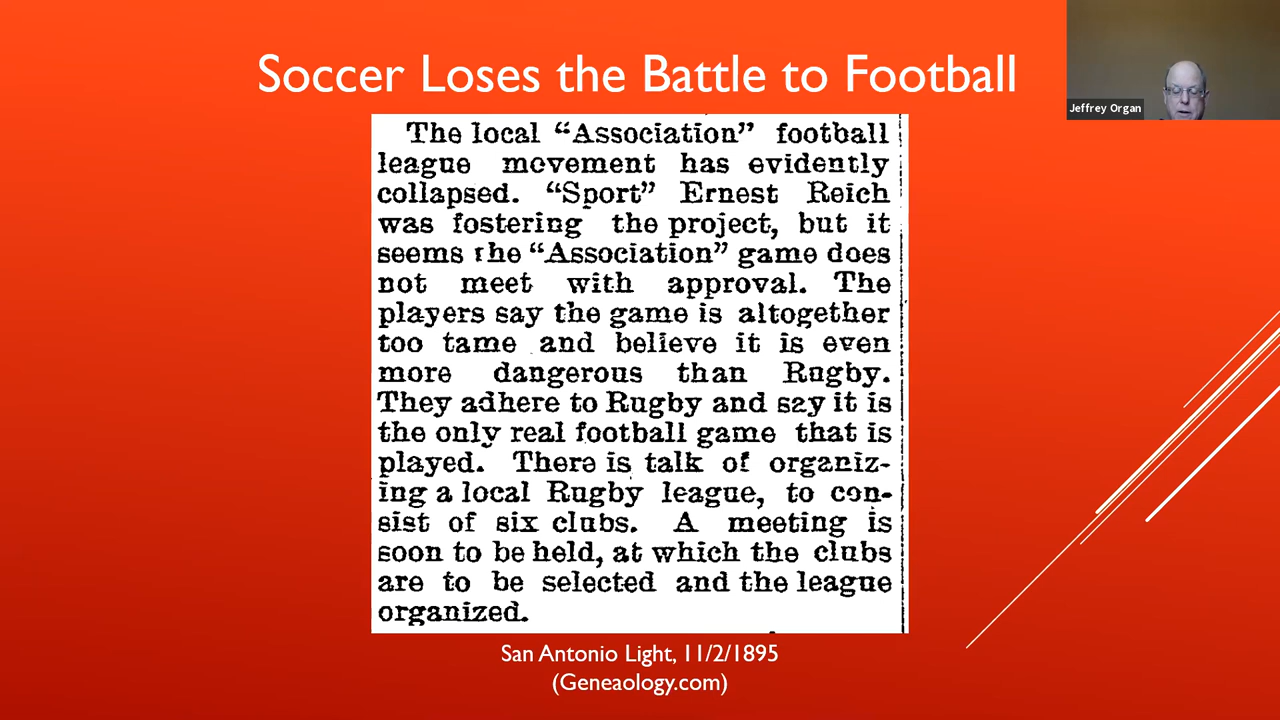 Soccer Loses the Battle to Football
Jeffrey Organ
The local “Association” football
league movement has evidently
collapsed. “Sport” Ernest Reich
was fostering the project, but it
seems the “Association” game does
not meet with approval. The
players say the game is altogether
too tame and believe it is even
more dangerous than Rugby.
They adhere to Rugby and say it is
the only real football game that is
played. There is talk of organiz-
ing a local Rugby league, to con-
sist of six clubs. A meeting is
soon to be held, at which the clubs
are to be selected and the league
organized.
San Antonio Light, 11/2/1895
(Geneaology.com)